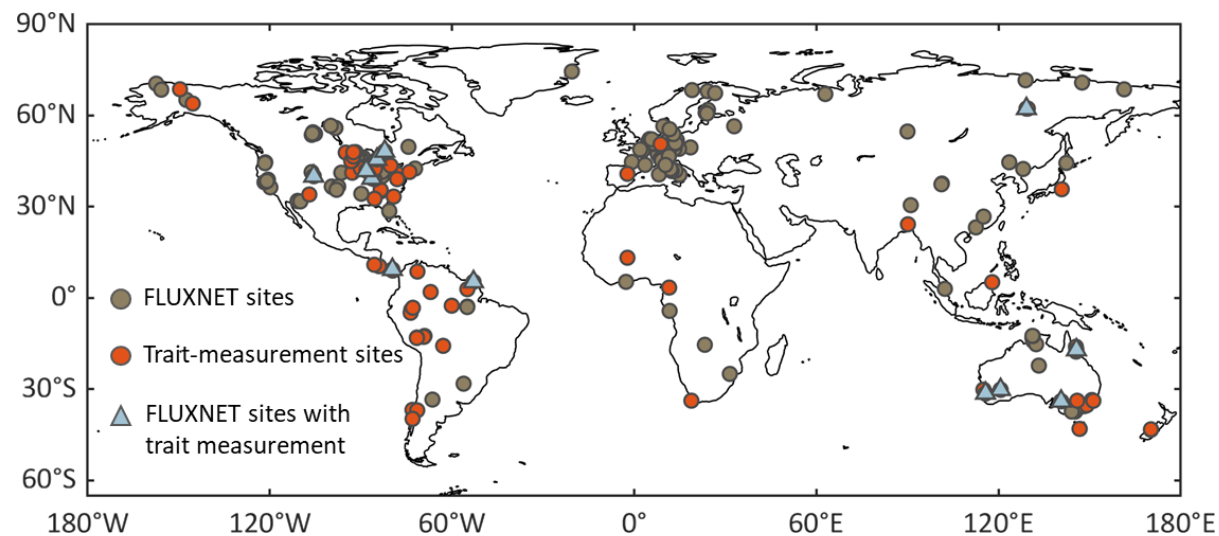 90°N
60°N
30°N
0°
30°S
60°S
FLUXNET sites
Trait-measurement sites
FLUXNET sites with
trait measurement
180°W
120°W
60°W
0°
60°E
120°E
180°E